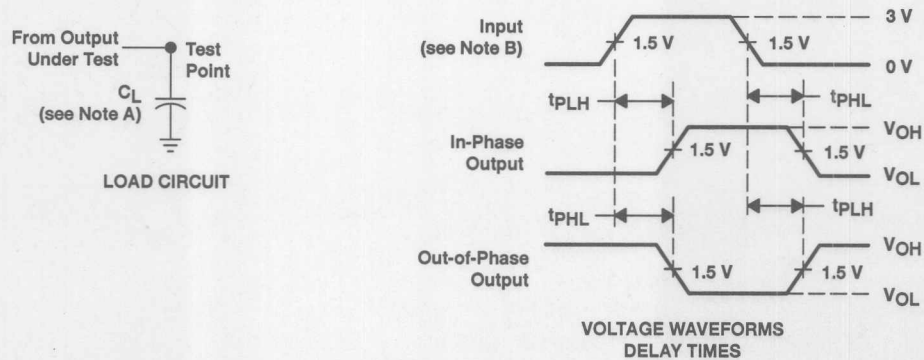 From Output
Under Test
Test
Point
CL
(see Note A)
LOAD CIRCUIT
Input
(see Note B)
1.5 V
1.5 V
3 V
0 V
tPLH
tPHL
In-Phase
Output
1.5 V
1.5 V
VOH
VOL
tPHL
tPLH
Out-of-Phase
Output
1.5 V
1.5 V
VOH
VOL
VOLTAGE WAVEFORMS
DELAY TIMES